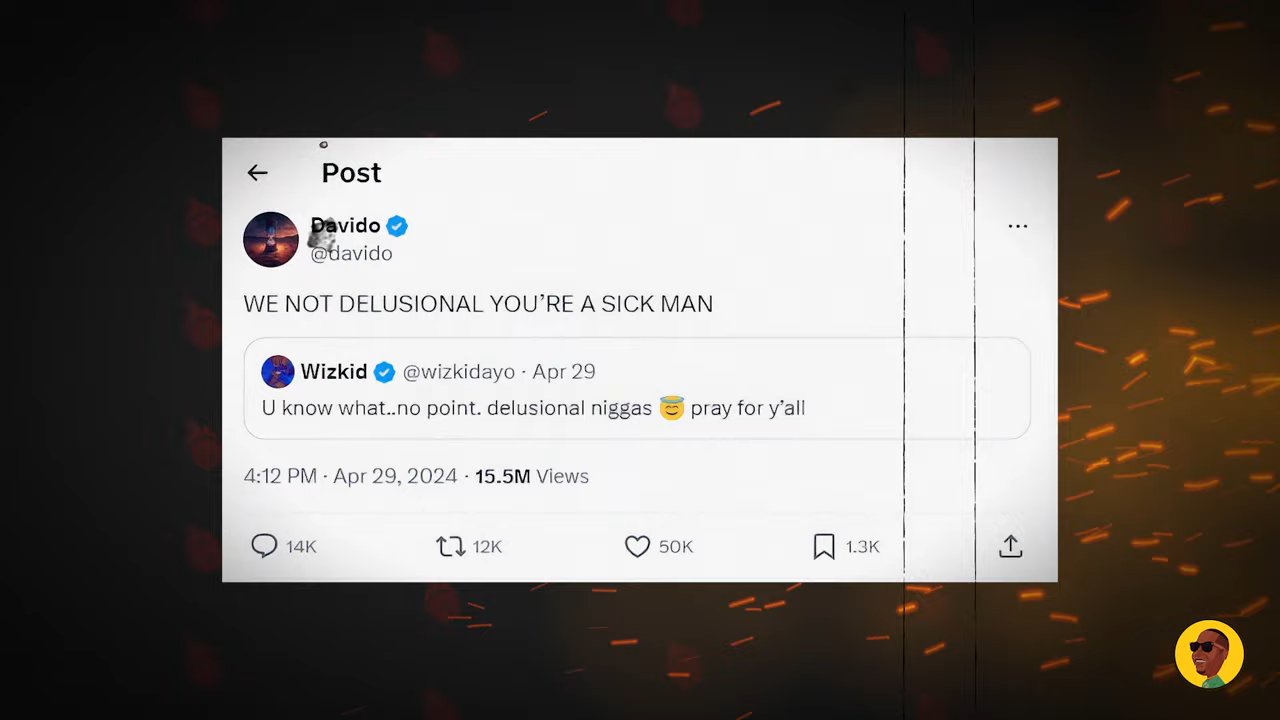 Post
Davido
@davido
WE NOT DELUSIONAL YOU’RE A SICK MAN
Wizkid @wizkidayo · Apr 29
U know what..no point. delusional niggas 😇 pray for y’all
4:12 PM · Apr 29, 2024 · 15.5M Views
14K 12K 50K 1.3K